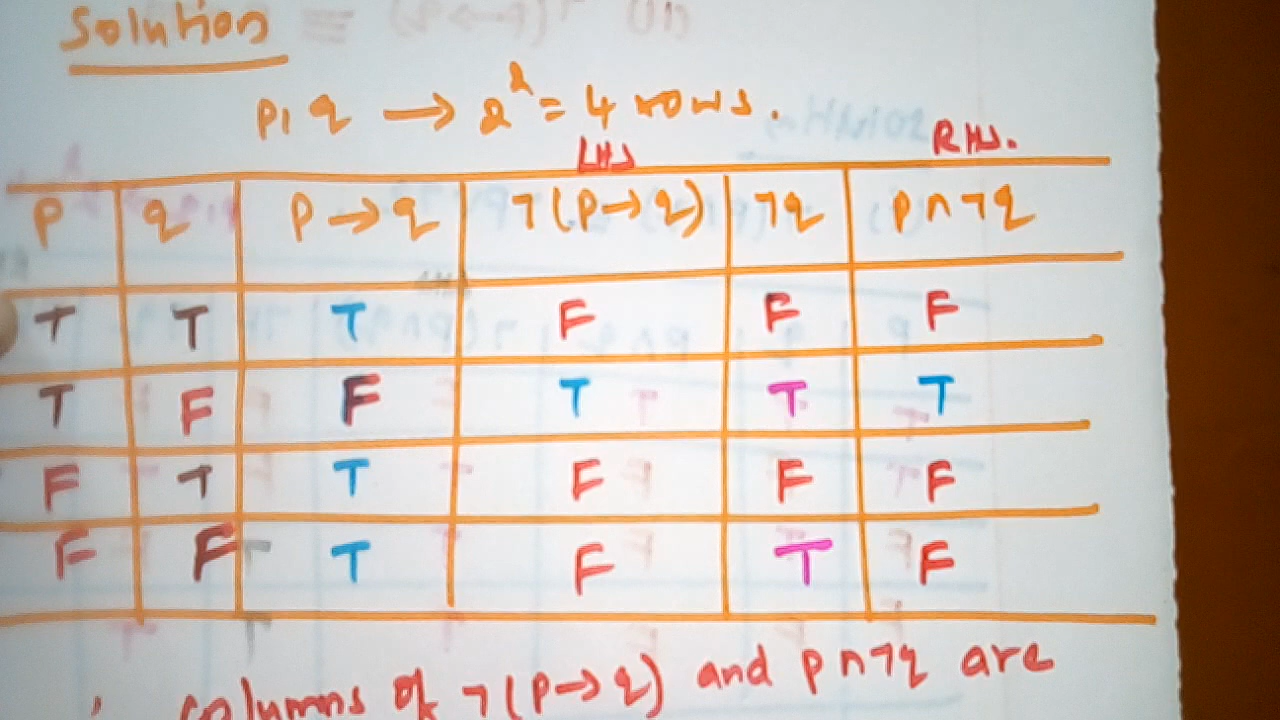 Solution
p, q → 2² = 4 rows.
LHS RHS.
p q p → q ¬(p → q) ¬q p ∧ ¬q
T T T F F F
T F F T T T
F T T F F F
F F T F T F
columns of ¬(p → q) and p ∧ ¬q are